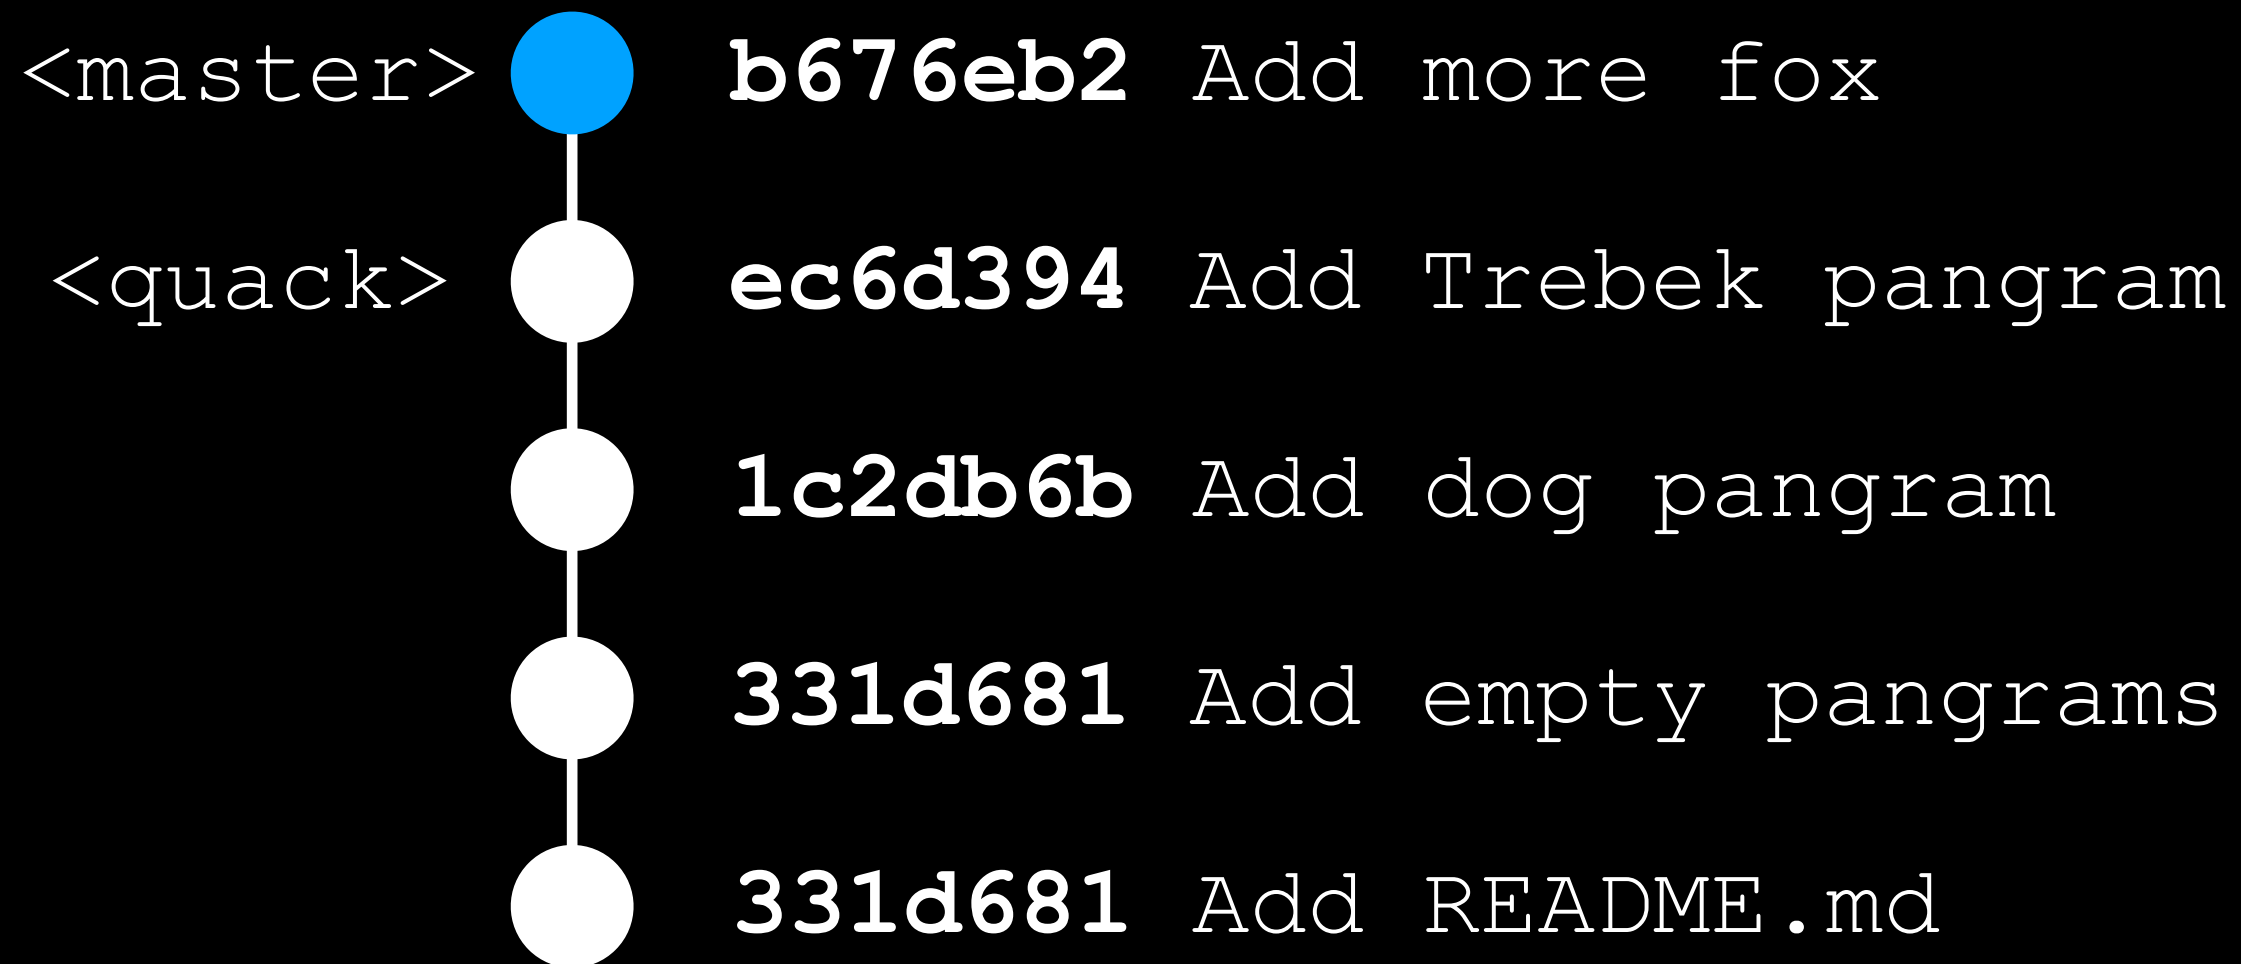 <master> b676eb2 Add more fox
<quack> ec6d394 Add Trebek pangram
1c2db6b Add dog pangram
331d681 Add empty pangrams
331d681 Add README.md